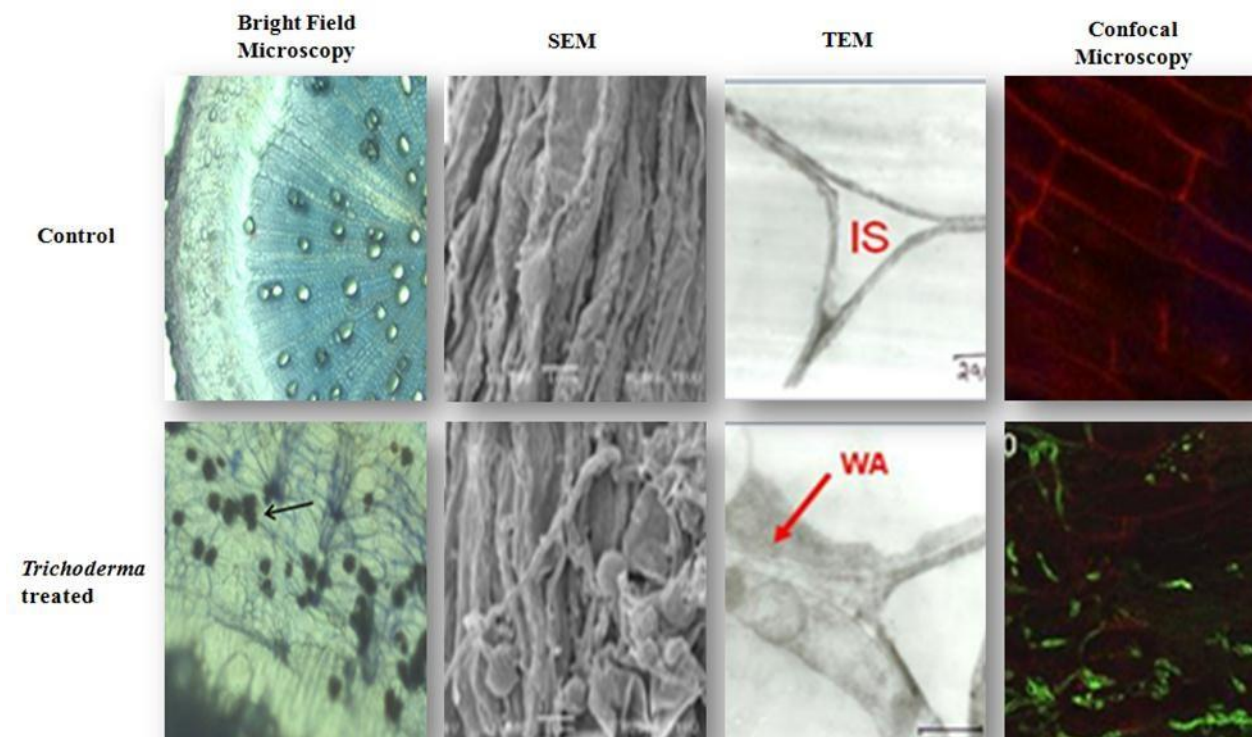 Bright Field
Microscopy
SEM
TEM
Confocal
Microscopy
Control
IS
Trichoderma
treated
WA